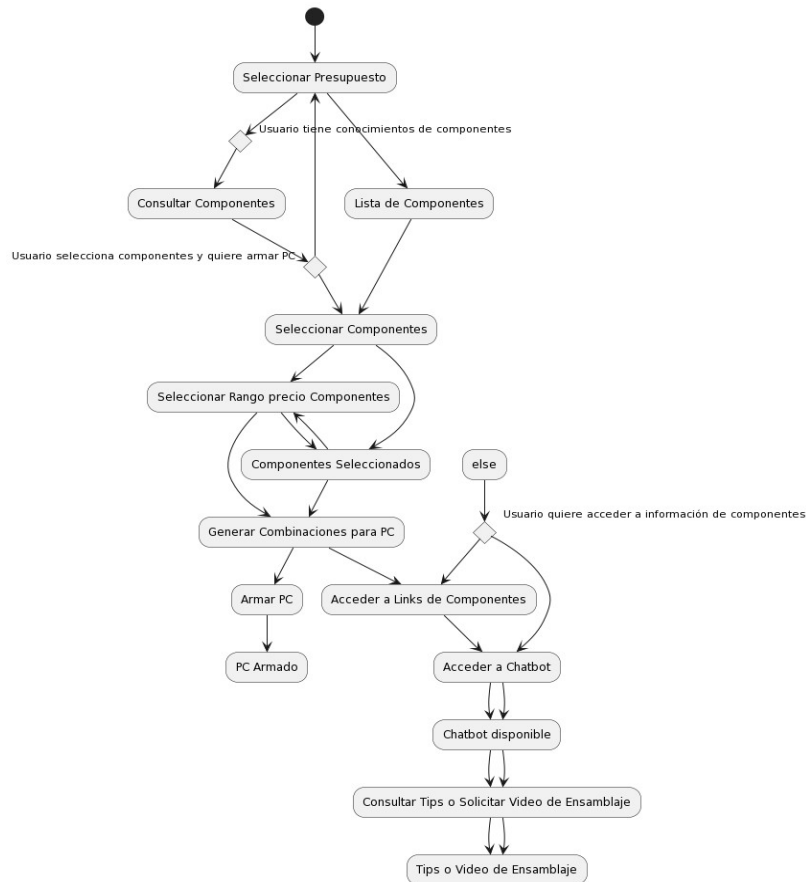 Seleccionar Presupuesto
Usuario tiene conocimientos de componentes
Consultar Componentes
Lista de Componentes
Usuario selecciona componentes y quiere armar PC
Seleccionar Componentes
Seleccionar Rango precio Componentes
Componentes Seleccionados
else
Usuario quiere acceder a información de componentes
Generar Combinaciones para PC
Armar PC
Acceder a Links de Componentes
PC Armado
Acceder a Chatbot
Chatbot disponible
Consultar Tips o Solicitar Video de Ensamblaje
Tips o Video de Ensamblaje